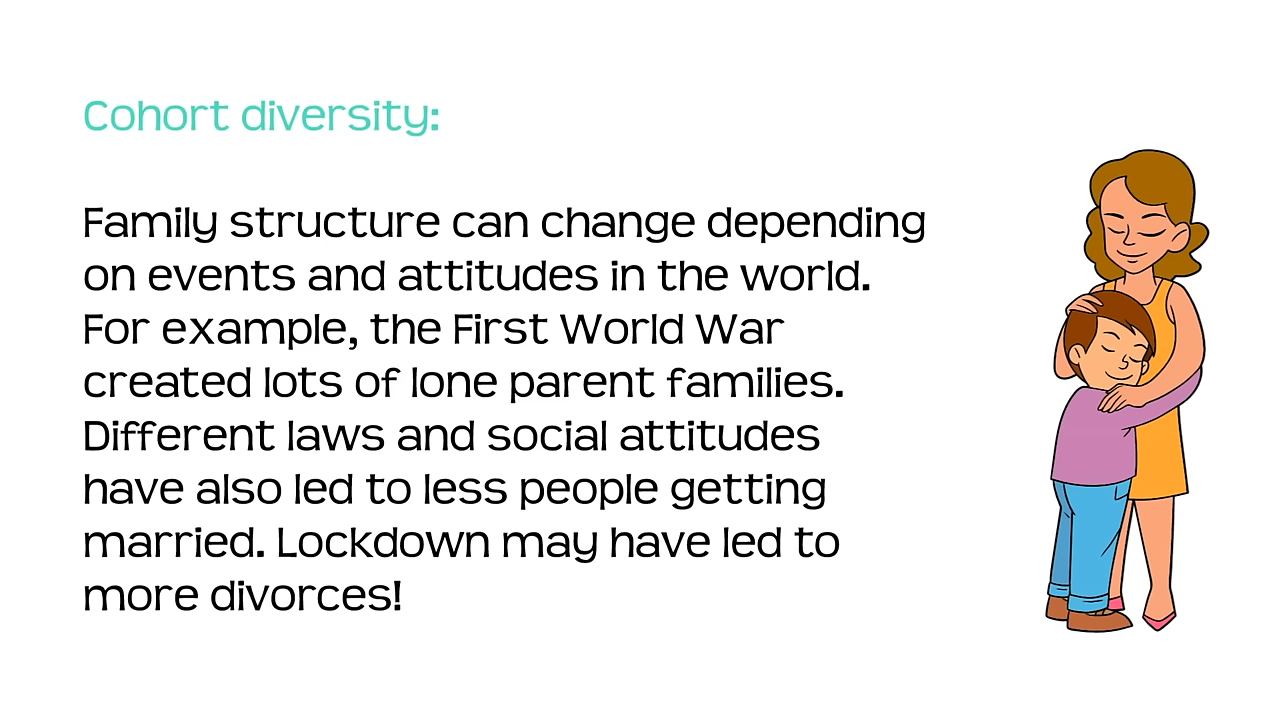 Cohort diversity:
Family structure can change depending
on events and attitudes in the world.
For example, the First World War
created lots of lone parent families.
Different laws and social attitudes
have also led to less people getting
married. Lockdown may have led to
more divorces!